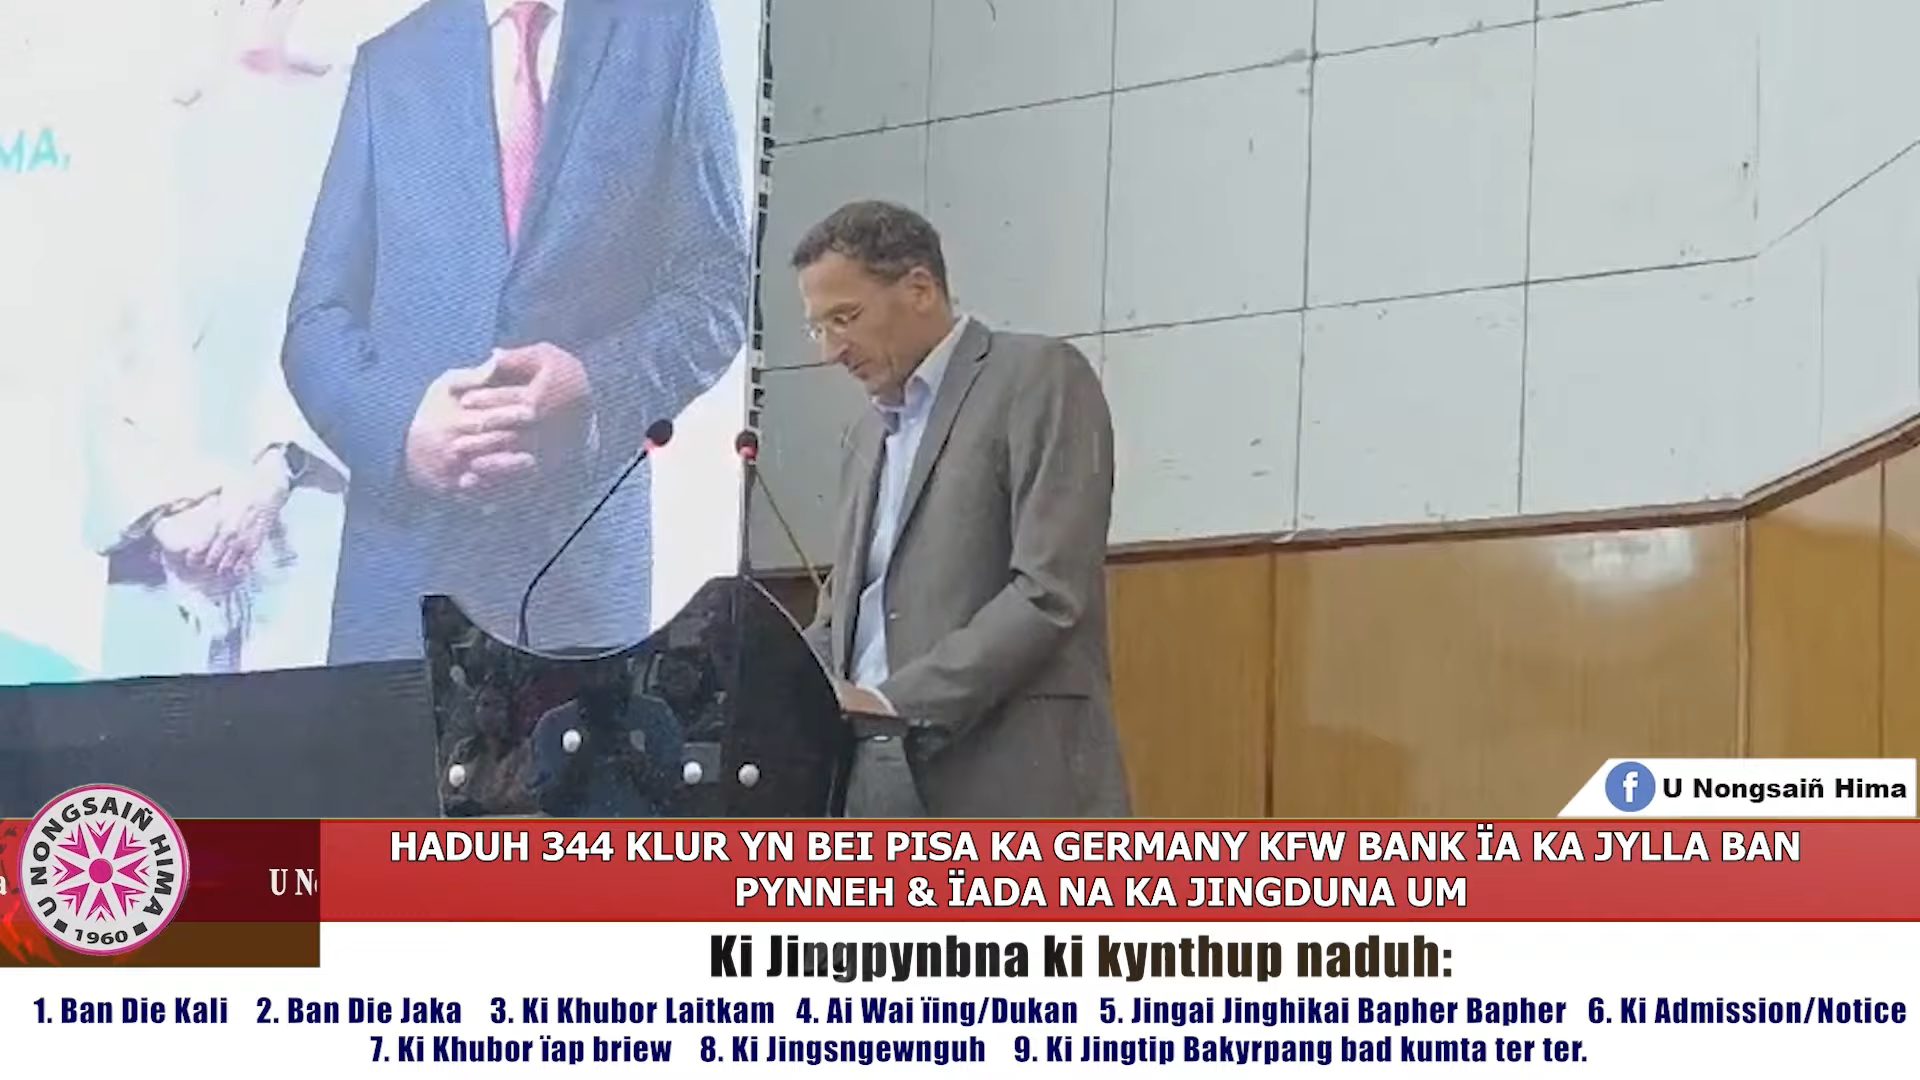 MA,
U Nongsaiñ Hima
U NONGSAIÑ HIMA
1960
a
U N
HADUH 344 KLUR YN BEI PISA KA GERMANY KFW BANK ÏA KA JYLLA BAN
PYNNEH & ÏADA NA KA JINGDUNA UM
Ki Jingpynbna ki kynthup naduh:
1. Ban Die Kali 2. Ban Die Jaka 3. Ki Khubor Laitkam 4. Ai Wai ïing/Dukan 5. Jingai Jinghikai Bapher Bapher 6. Ki Admission/Notice
7. Ki Khubor ïap briew 8. Ki Jingsngewnguh 9. Ki Jingtip Bakyrpang bad kumta ter ter.